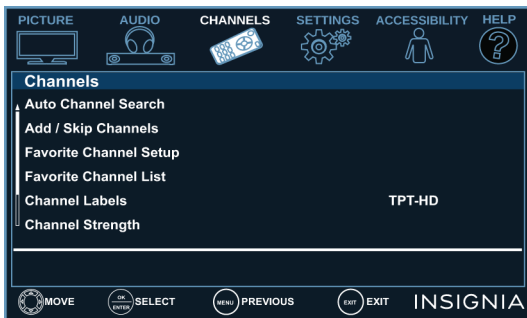 PICTURE AUDIO CHANNELS SETTINGS ACCESSIBILITY HELP
?
Channels
Auto Channel Search
Add / Skip Channels
Favorite Channel Setup
Favorite Channel List
Channel Labels TPT-HD
Channel Strength
MOVE OK ENTER SELECT MENU PREVIOUS EXIT EXIT INSIGNIA